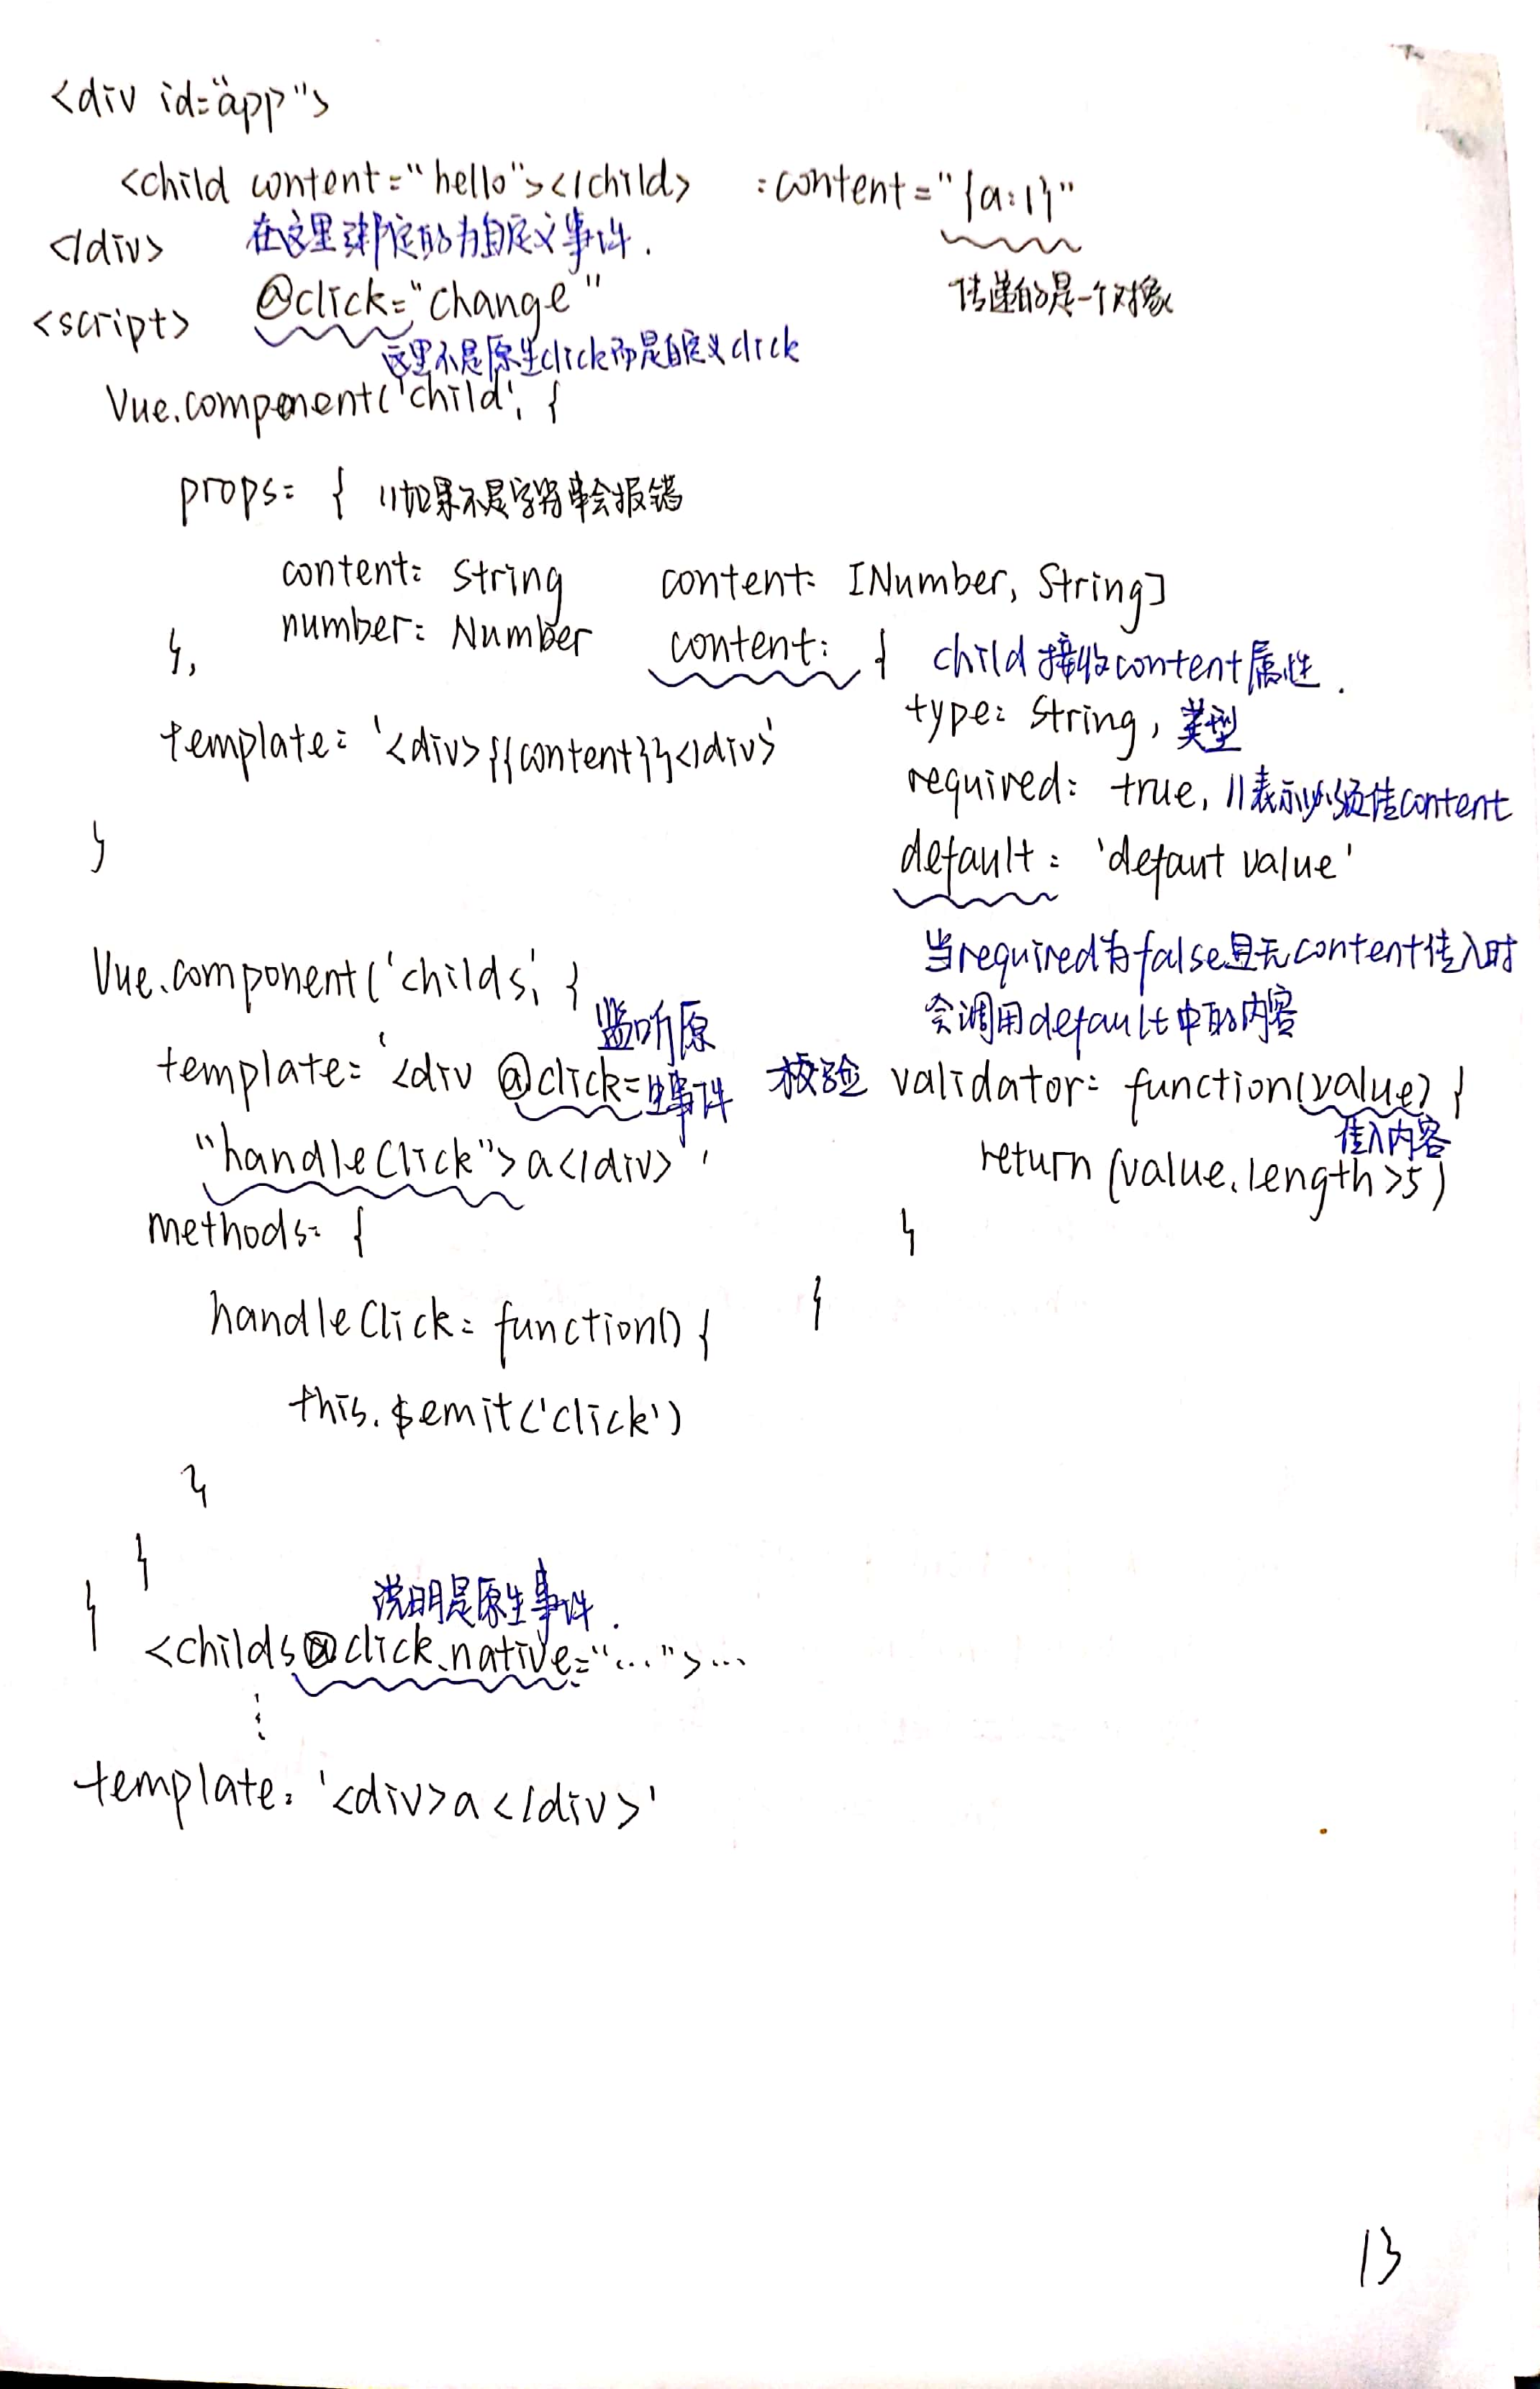 <div id="app">
<child content="hello"></child> :content="{a:1}"
</div> 在这里绑定的为自定义事件.
传递的是一个对象
<script> @click="change"
这里不是原生click而是自定义click
Vue.component('child', {
props: { //如果不是字符串会报错
content: String content: [Number, String]
number: Number content: { child接收content属性.
},
type: String, 类型
template: '<div>{{content}}</div>'
required: true, //表示必须传content
}
default: 'defaut value'
当required为false且无content传入时
会调用default中的内容
Vue.component('childs', {
监听原
template: '<div @click= 生事件
校验 validator: function(value) {
传入内容
"handleClick">a</div>',
return (value.length>5)
methods: {
}
}
handleClick: function() {
this.$emit('click')
}
}
}
说明是原生事件.
<childs @click.native="...">...
⋮
template: '<div>a</div>'
13